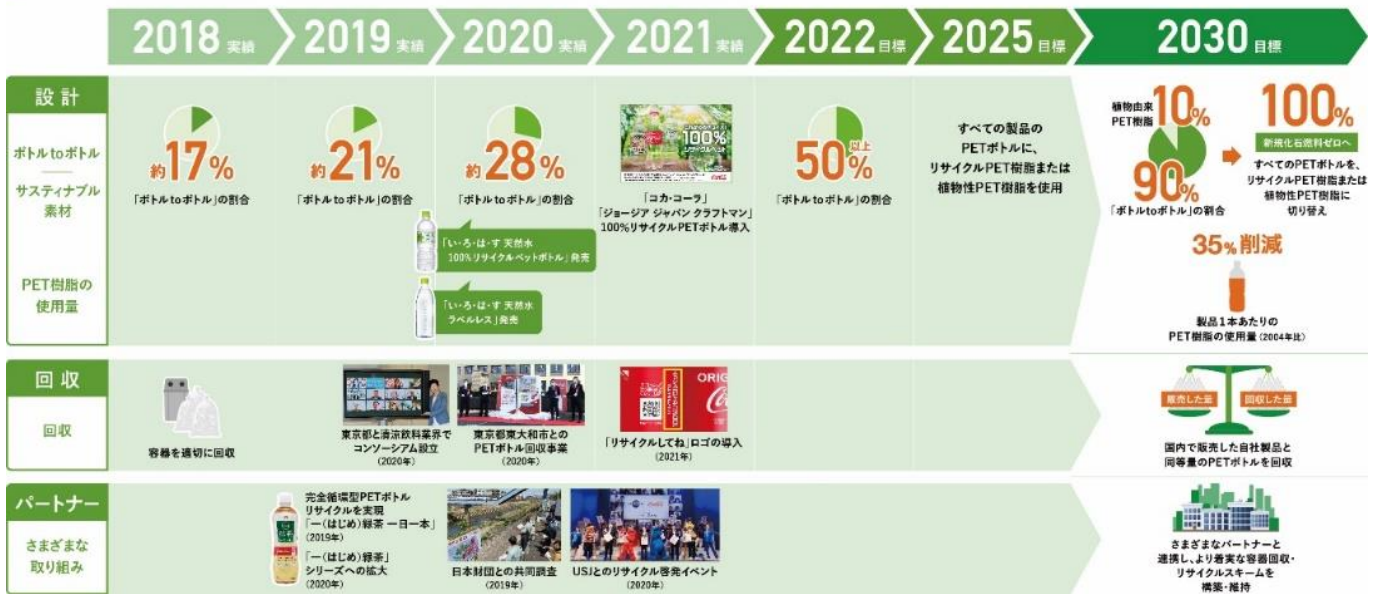 2018 実績
2019 実績
2020 実績
2021 実績
2022 目標
2025 目標
2030 目標
設計
ボトルtoボトル
サスティナブル
素材
PET樹脂の
使用量
約17%
「ボトルtoボトル」の割合
約21%
「ボトルtoボトル」の割合
約28%
「ボトルtoボトル」の割合
「い・ろ・は・す 天然水
100%リサイクルペットボトル」発売
「い・ろ・は・す 天然水
ラベルレス」発売
100%
リサイクルペット
「コカ・コーラ」
「ジョージア ジャパン クラフトマン」
100%リサイクルPETボトル導入
50%以上
「ボトルtoボトル」の割合
すべての製品の
PETボトルに、
リサイクルPET樹脂または
植物性PET樹脂を使用
植物由来
PET樹脂
10%
90%
「ボトルtoボトル」の割合
100%
新規化石燃料ゼロへ
すべてのPETボトルを、
リサイクルPET樹脂または
植物性PET樹脂に
切り替え
35%削減
製品1本あたりの
PET樹脂の使用量(2004年比)
回収
回収
容器を適切に回収
東京都と清涼飲料業界で
コンソーシアム設立
(2020年)
東京都東大和市との
PETボトル回収事業
(2020年)
ORIG
「リサイクルしてね」ロゴの導入
(2021年)
販売した量
回収した量
国内で販売した自社製品と
同等量のPETボトルを回収
パートナー
さまざまな
取り組み
完全循環型PETボトル
リサイクルを実現
「一(はじめ)緑茶 一日一本」
(2019年)
「一(はじめ)緑茶」
シリーズへの拡大
(2020年)
日本財団との共同調査
(2019年)
USJとのリサイクル啓発イベント
(2020年)
さまざまなパートナーと
連携し、より着実な容器回収・
リサイクルスキームを
構築・維持